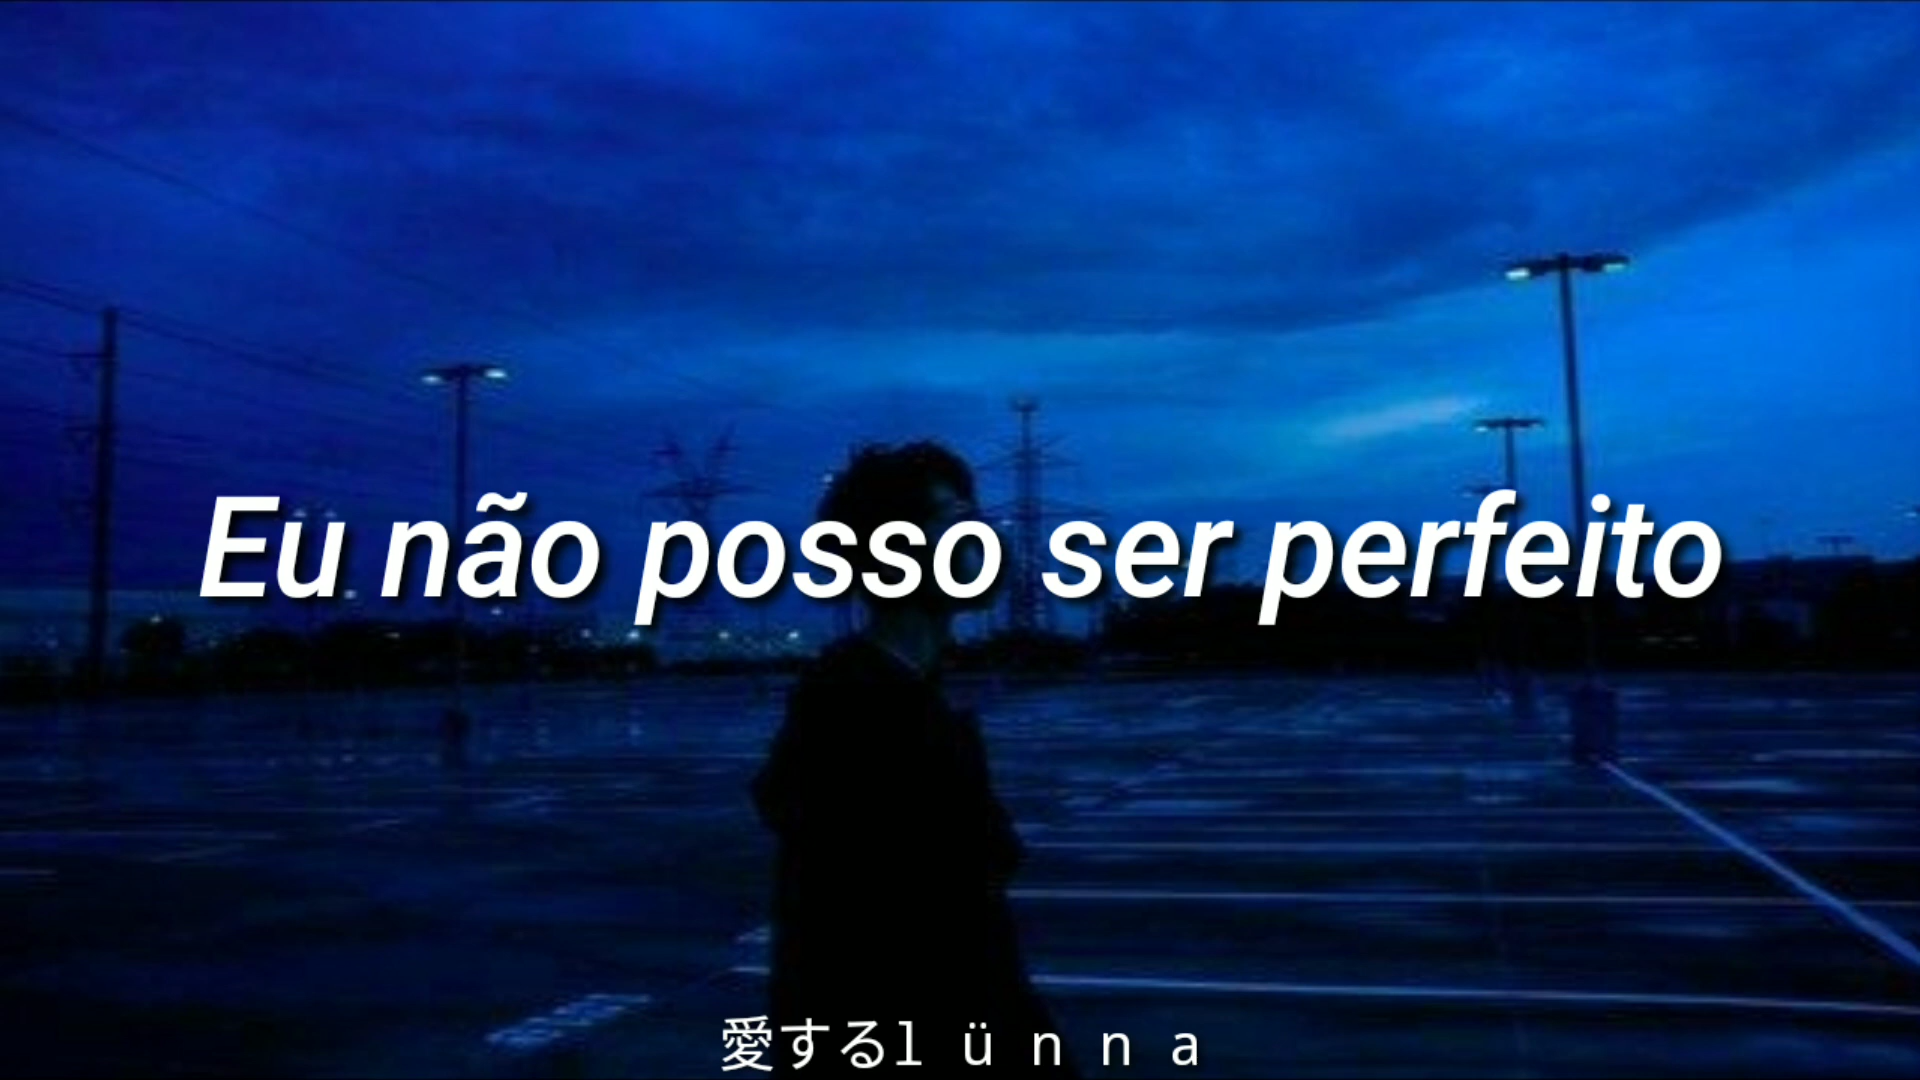 Eu não posso ser perfeito
愛するl ü n n a